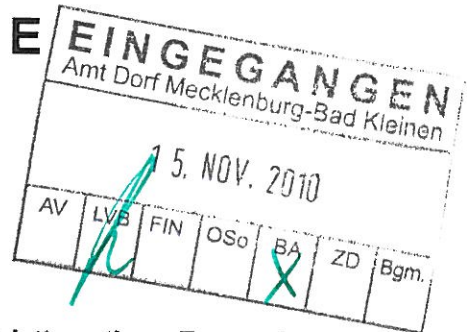 E
EINGEGANGEN
Amt Dorf Mecklenburg-Bad Kleinen
15. NOV. 2010
AV LVB FIN OSo BA ZD Bgm.